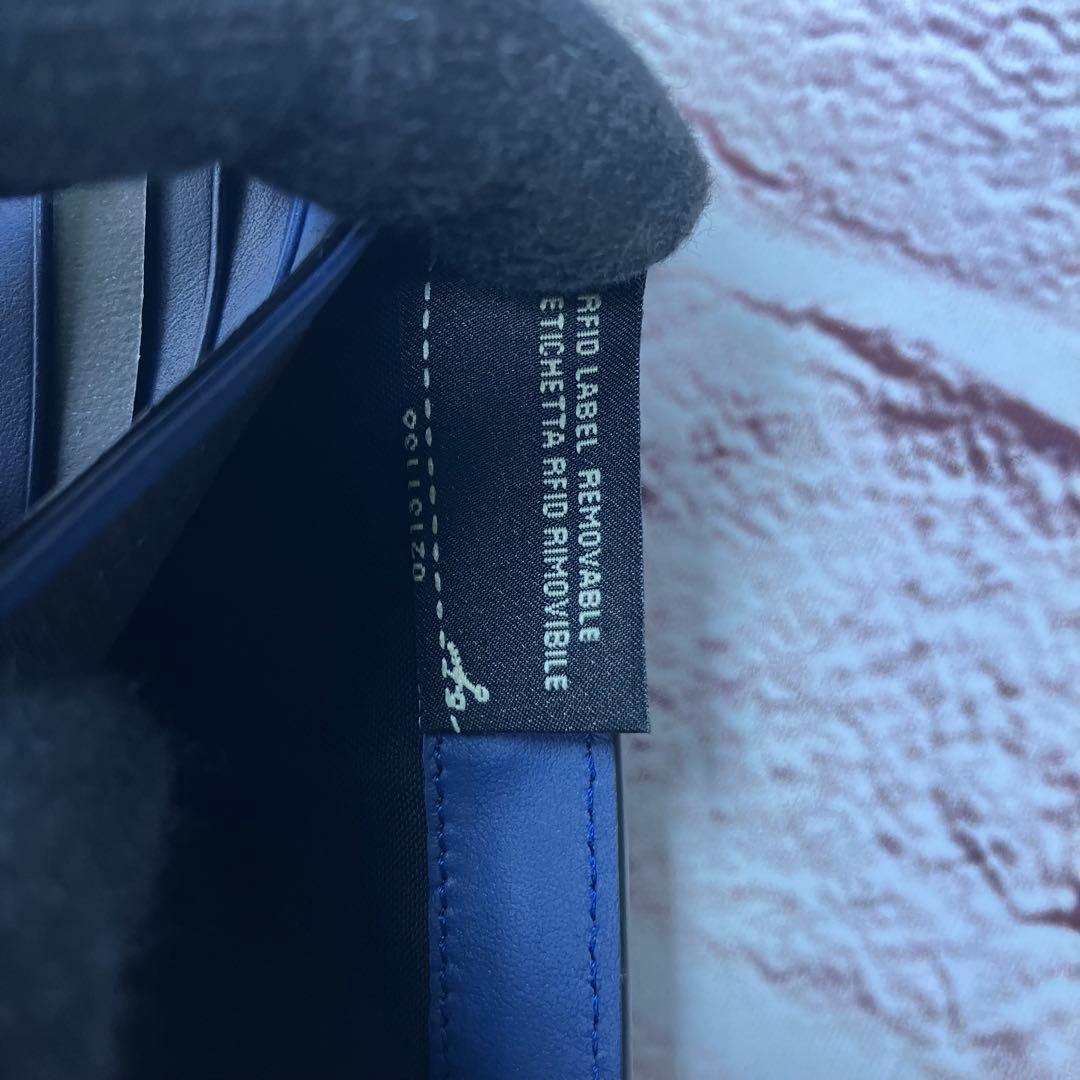 RFID LABEL REMOVABLE
ETICHETTA RFID RIMOVIBILE